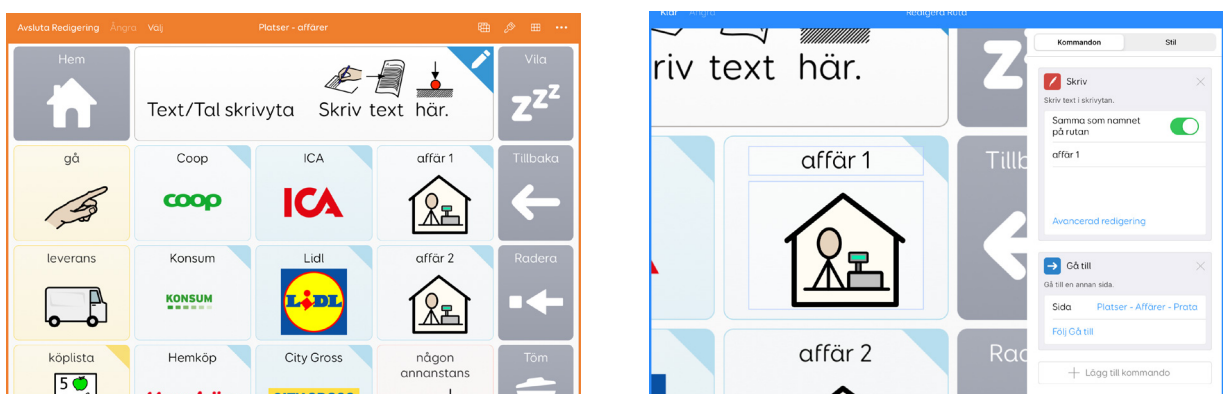 Avsluta Redigering Ångra Välj Platser - affärer
Hem
Text/Tal skrivyta Skriv text här.
Vila
zzz
gå
Coop
coop
ICA
ICA
affär 1
Tillbaka
leverans
Konsum
KONSUM
Lidl
LIDL
affär 2
Radera
köplista
5
Hemköp
City Gross
någon
annanstans
Töm
Klar Ångra Redigera Ruta
riv text här.
z
Kommandon Stil
Skriv
Skriv text i skrivytan.
Samma som namnet
på rutan
affär 1
Avancerad redigering
Gå till
Gå till en annan sida.
Sida Platser - Affärer - Prata
Följ Gå till
Lägg till kommando
affär 1
Tillb
affär 2
Rad